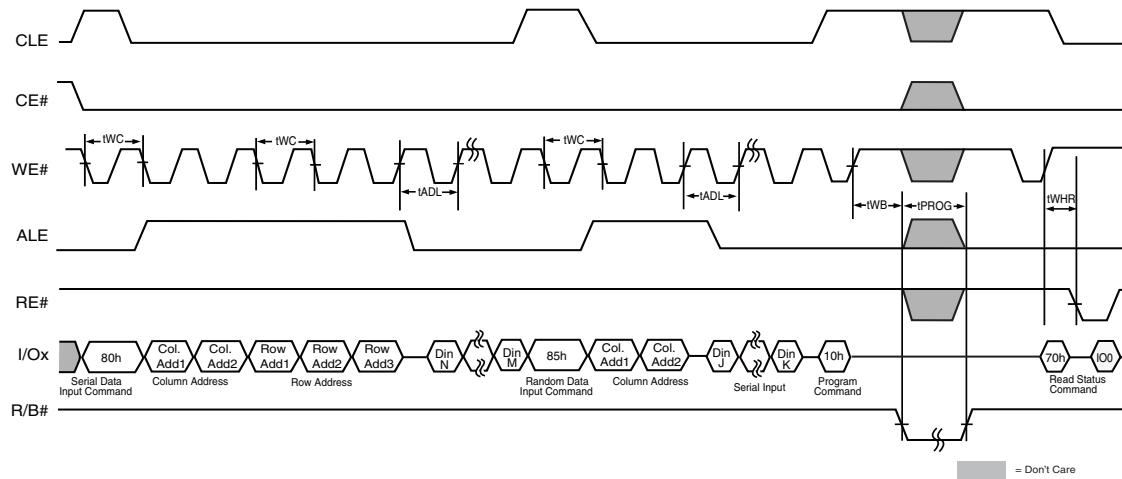 CLE
CE#
tWC tWC tWC
WE#
tADL tADL
tWB tPROG
tWHR
ALE
RE#
I/Ox
80h
Col. Add1
Col. Add2
Row Add1
Row Add2
Row Add3
Din N
Din M
85h
Col. Add1
Col. Add2
Din J
Din K
10h
70h
IO0
Serial Data
Input Command
Column Address
Row Address
Random Data
Input Command
Column Address
Serial Input
Program
Command
Read Status
Command
R/B#
= Don't Care